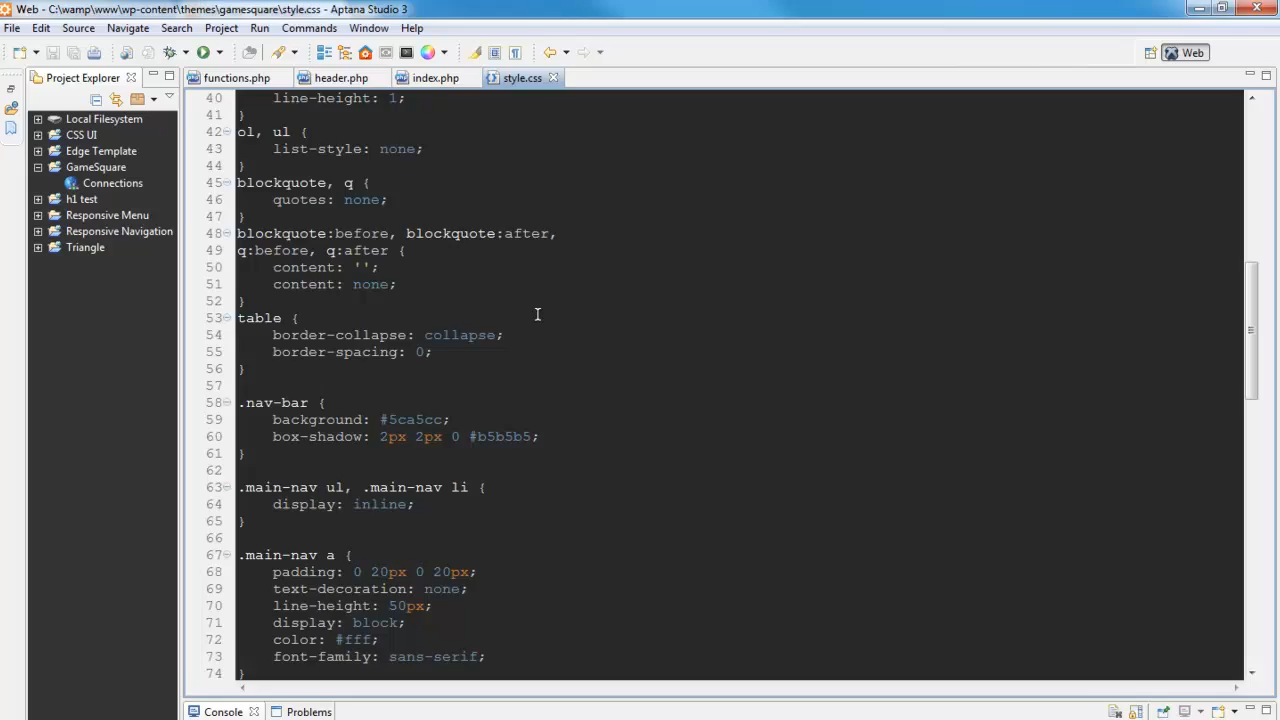 Web - C:\wamp\www\wp-content\themes\gamesquare\style.css - Aptana Studio 3
File Edit Source Navigate Search Project Run Commands Window Help
Web
Project Explorer
functions.php header.php index.php style.css
Local Filesystem
CSS UI
Edge Template
GameSquare
Connections
h1 test
Responsive Menu
Responsive Navigation
Triangle
40 line-height: 1;
41 }
42 ol, ul {
43 list-style: none;
44 }
45 blockquote, q {
46 quotes: none;
47 }
48 blockquote:before, blockquote:after,
49 q:before, q:after {
50 content: '';
51 content: none;
52 }
53 table {
54 border-collapse: collapse;
55 border-spacing: 0;
56 }
57
58 .nav-bar {
59 background: #5ca5cc;
60 box-shadow: 2px 2px 0 #b5b5b5;
61 }
62
63 .main-nav ul, .main-nav li {
64 display: inline;
65 }
66
67 .main-nav a {
68 padding: 0 20px 0 20px;
69 text-decoration: none;
70 line-height: 50px;
71 display: block;
72 color: #fff;
73 font-family: sans-serif;
74 }
Console Problems